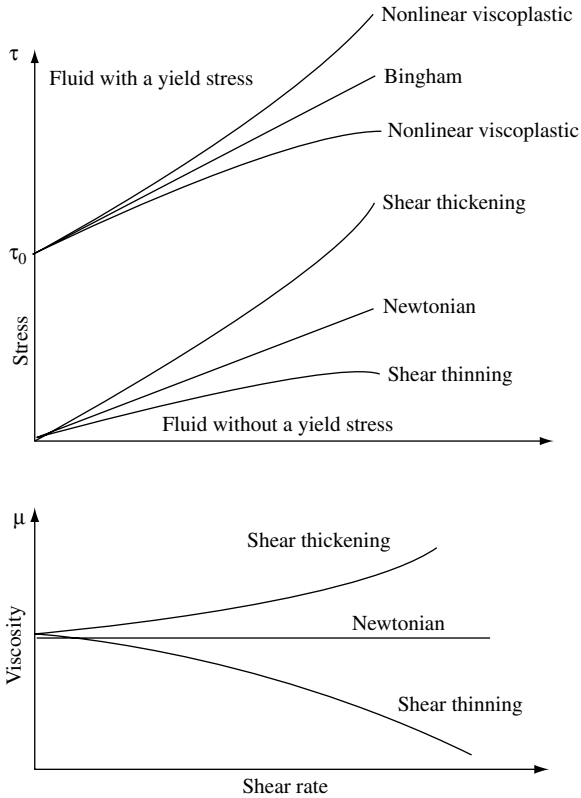 Nonlinear viscoplastic
τ
Fluid with a yield stress
Bingham
Nonlinear viscoplastic
Shear thickening
τ0
Newtonian
Stress
Shear thinning
Fluid without a yield stress
μ
Shear thickening
Newtonian
Viscosity
Shear thinning
Shear rate